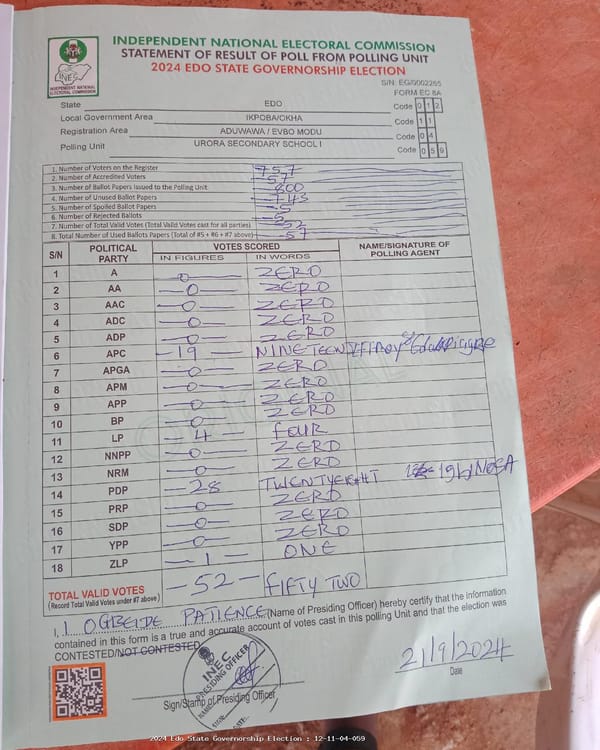 INDEPENDENT NATIONAL ELECTORAL COMMISSION
STATEMENT OF RESULT OF POLL FROM POLLING UNIT
2024 EDO STATE GOVERNORSHIP ELECTION
INEC
INDEPENDENT NATIONAL ELECTORAL COMMISSION
S/N: EG/0002255
FORM EC 8A
State EDO Code 0 1 2
Local Government Area IKPOBA/OKHA Code 1 1
Registration Area ADUWAWA / EVBO MODU Code 0 4
Polling Unit URORA SECONDARY SCHOOL I Code 0 5 9
1. Number of Voters on the Register 757
2. Number of Accredited Voters 57
3. Number of Ballot Papers Issued to the Polling Unit 800
4. Number of Unused Ballot Papers 743
5. Number of Spoiled Ballot Papers
6. Number of Rejected Ballots 5
7. Number of Total Valid Votes (Total Valid Votes cast for all parties) 52
8. Total Number of Used Ballots Papers (Total of #5 + #6 + #7 above) 57
S/N POLITICAL PARTY VOTES SCORED NAME/SIGNATURE OF POLLING AGENT
IN FIGURES IN WORDS
1 A 0 ZERO
2 AA 0 ZERO
3 AAC 0 ZERO
4 ADC 0 ZERO
5 ADP 0 ZERO
6 APC 19 NINETEEN
7 APGA 0 ZERO
8 APM 0 ZERO
9 APP 0 ZERO
10 BP 0 ZERO
11 LP 4 FOUR
12 NNPP 0 ZERO
13 NRM 0 ZERO
14 PDP 28 TWENTYEIGHT
15 PRP 0 ZERO
16 SDP 0 ZERO
17 YPP 0 ZERO
18 ZLP 1 ONE
TOTAL VALID VOTES 52 FIFTY TWO
(Record Total Valid Votes under #7 above)
I, I OGBEIDE PATIENCE (Name of Presiding Officer) hereby certify that the information
contained in this form is a true and accurate account of votes cast in this polling Unit and that the election was
CONTESTED/NOT CONTESTED
INEC
PRESIDING OFFICER
21/9/2024
Sign/Stamp of Presiding Officer
Date
2024 Edo State Governorship Election : 12-11-04-059